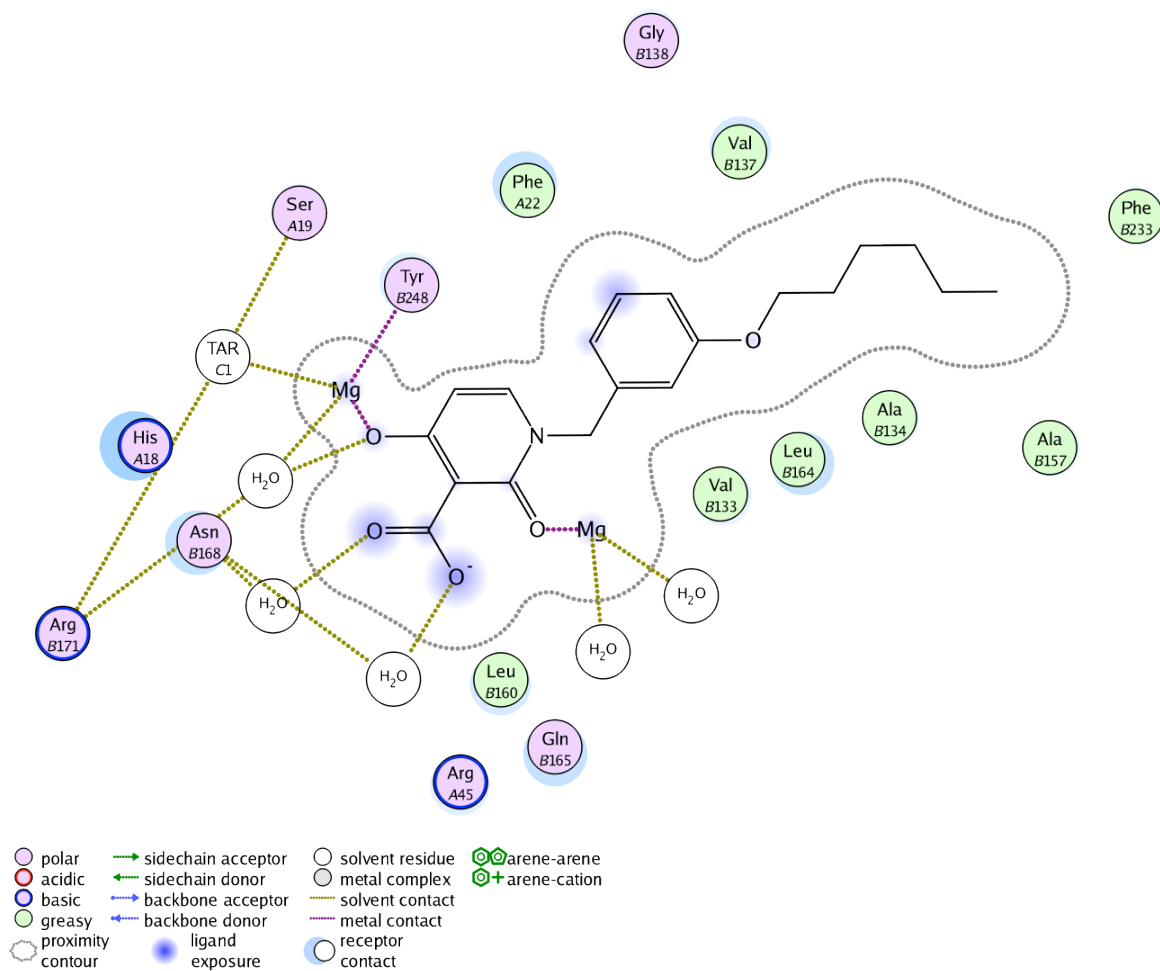 Gly
B138
Val
B137
Phe
A22
Ser
A19
Phe
B233
Tyr
B248
TAR
C1
Mg
O
His
A18
O
N
Ala
B134
Ala
B157
Leu
B164
H2O
Val
B133
Asn
B168
O
O
Mg
O-
H2O
H2O
Arg
B171
H2O
H2O
Leu
B160
Gln
B165
Arg
A45
polar
acidic
basic
greasy
proximity
contour
sidechain acceptor
sidechain donor
backbone acceptor
backbone donor
ligand
exposure
solvent residue
metal complex
solvent contact
metal contact
receptor
contact
arene-arene
arene-cation